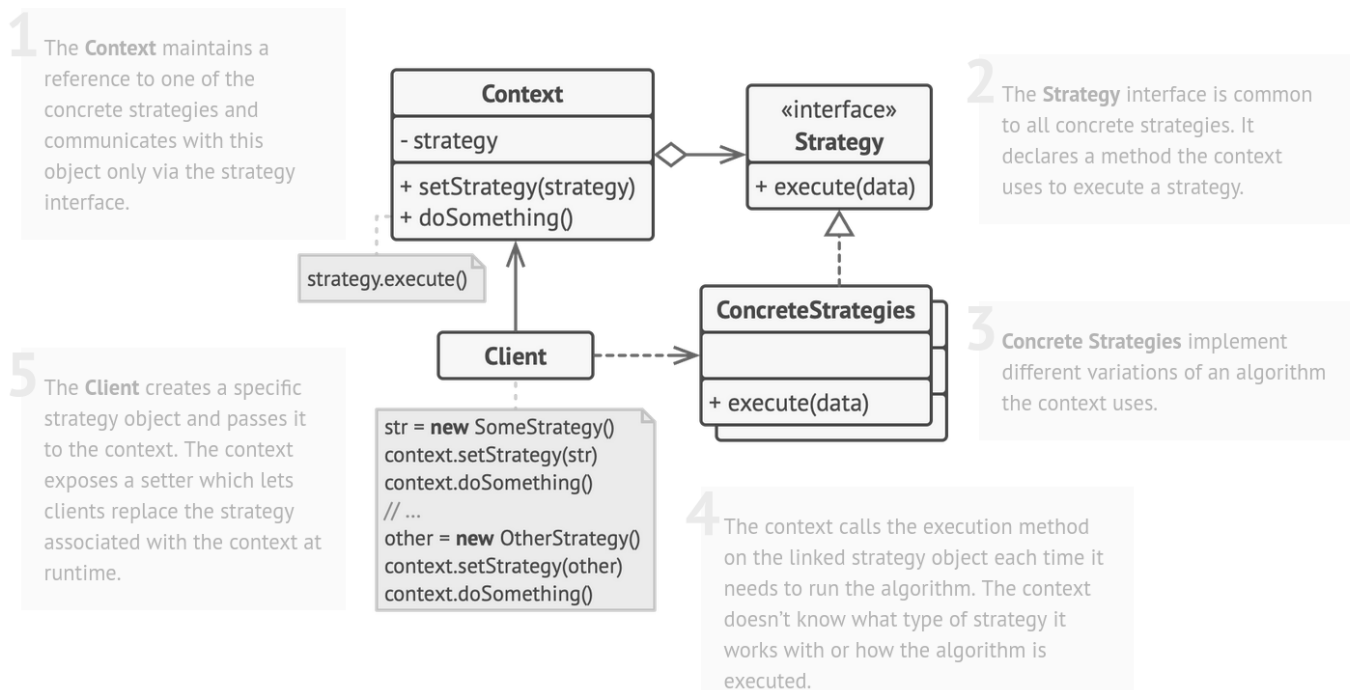 1
The Context maintains a
reference to one of the
concrete strategies and
communicates with this
object only via the strategy
interface.
Context
- strategy
+ setStrategy(strategy)
+ doSomething()
strategy.execute()
«interface»
Strategy
+ execute(data)
2
The Strategy interface is common
to all concrete strategies. It
declares a method the context
uses to execute a strategy.
ConcreteStrategies
+ execute(data)
3
Concrete Strategies implement
different variations of an algorithm
the context uses.
Client
str = new SomeStrategy()
context.setStrategy(str)
context.doSomething()
// ...
other = new OtherStrategy()
context.setStrategy(other)
context.doSomething()
4
The context calls the execution method
on the linked strategy object each time it
needs to run the algorithm. The context
doesn’t know what type of strategy it
works with or how the algorithm is
executed.
5
The Client creates a specific
strategy object and passes it
to the context. The context
exposes a setter which lets
clients replace the strategy
associated with the context at
runtime.